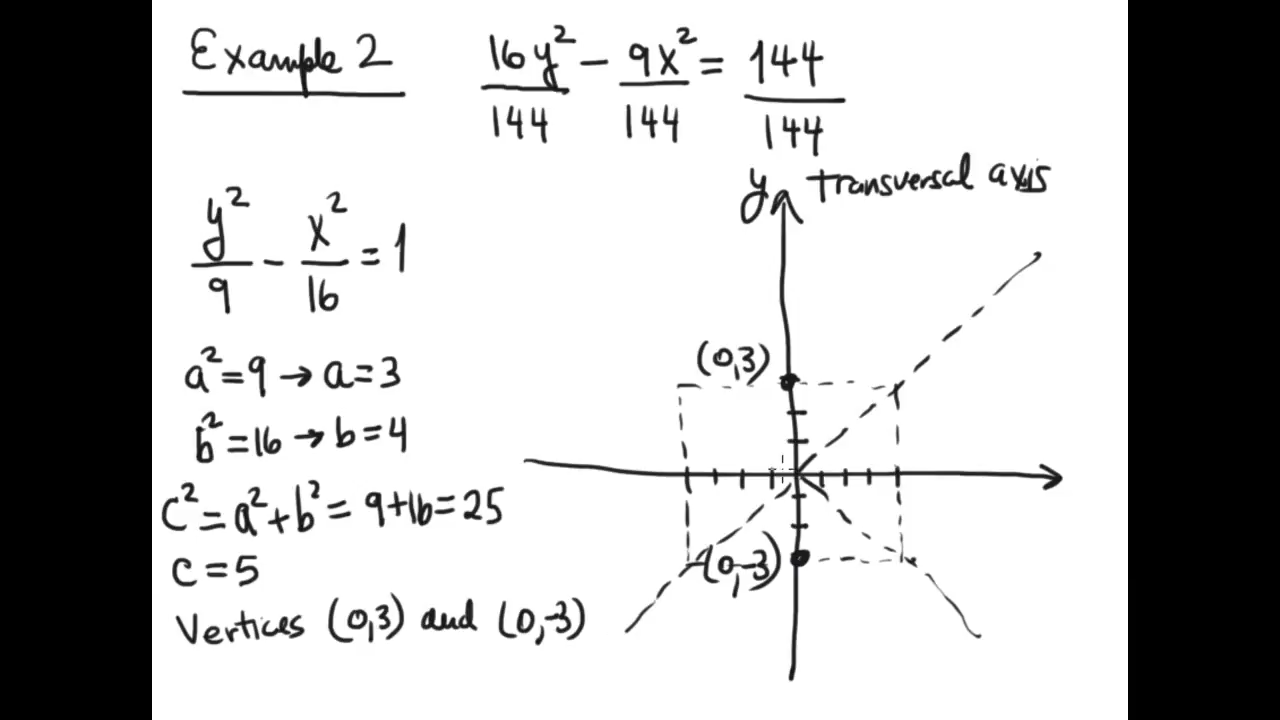 Example 2
16y² − 9x² = 144
144 144 144
y transversal axis
y² − x² = 1
9 16
a² = 9 → a = 3
b² = 16 → b = 4
c² = a² + b² = 9 + 16 = 25
c = 5
Vertices (0,3) and (0,-3)
(0,3)
(0,-3)